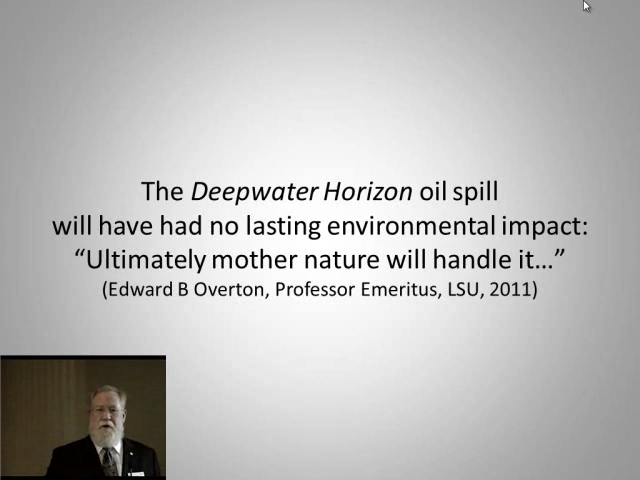 The Deepwater Horizon oil spill
will have had no lasting environmental impact:
“Ultimately mother nature will handle it…”
(Edward B Overton, Professor Emeritus, LSU, 2011)